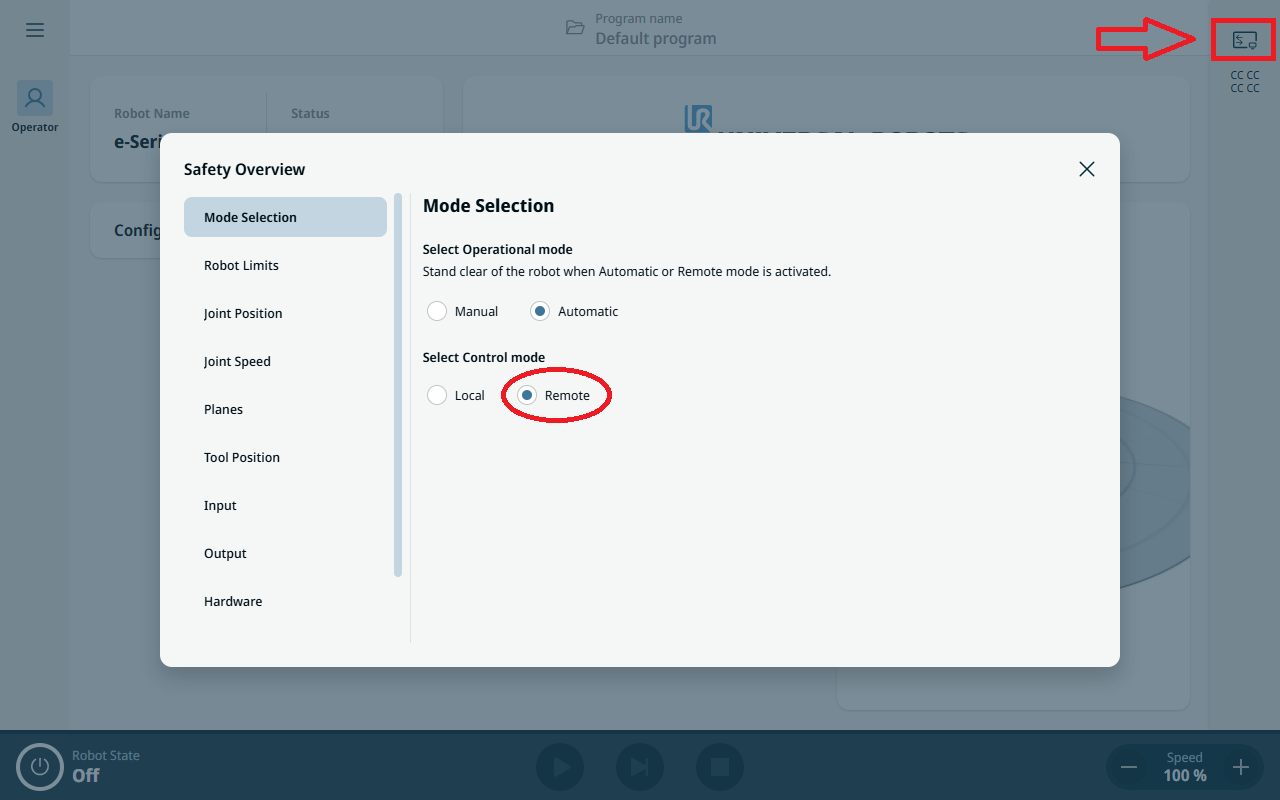 Program name
Default program
CC CC
CC CC
Operator
Robot Name
Status
UR
Safety Overview
Mode Selection
Robot Limits
Joint Position
Joint Speed
Planes
Tool Position
Input
Output
Hardware
Mode Selection
Select Operational mode
Stand clear of the robot when Automatic or Remote mode is activated.
Manual
Automatic
Select Control mode
Local
Remote
Robot State
Off
Speed
100 %